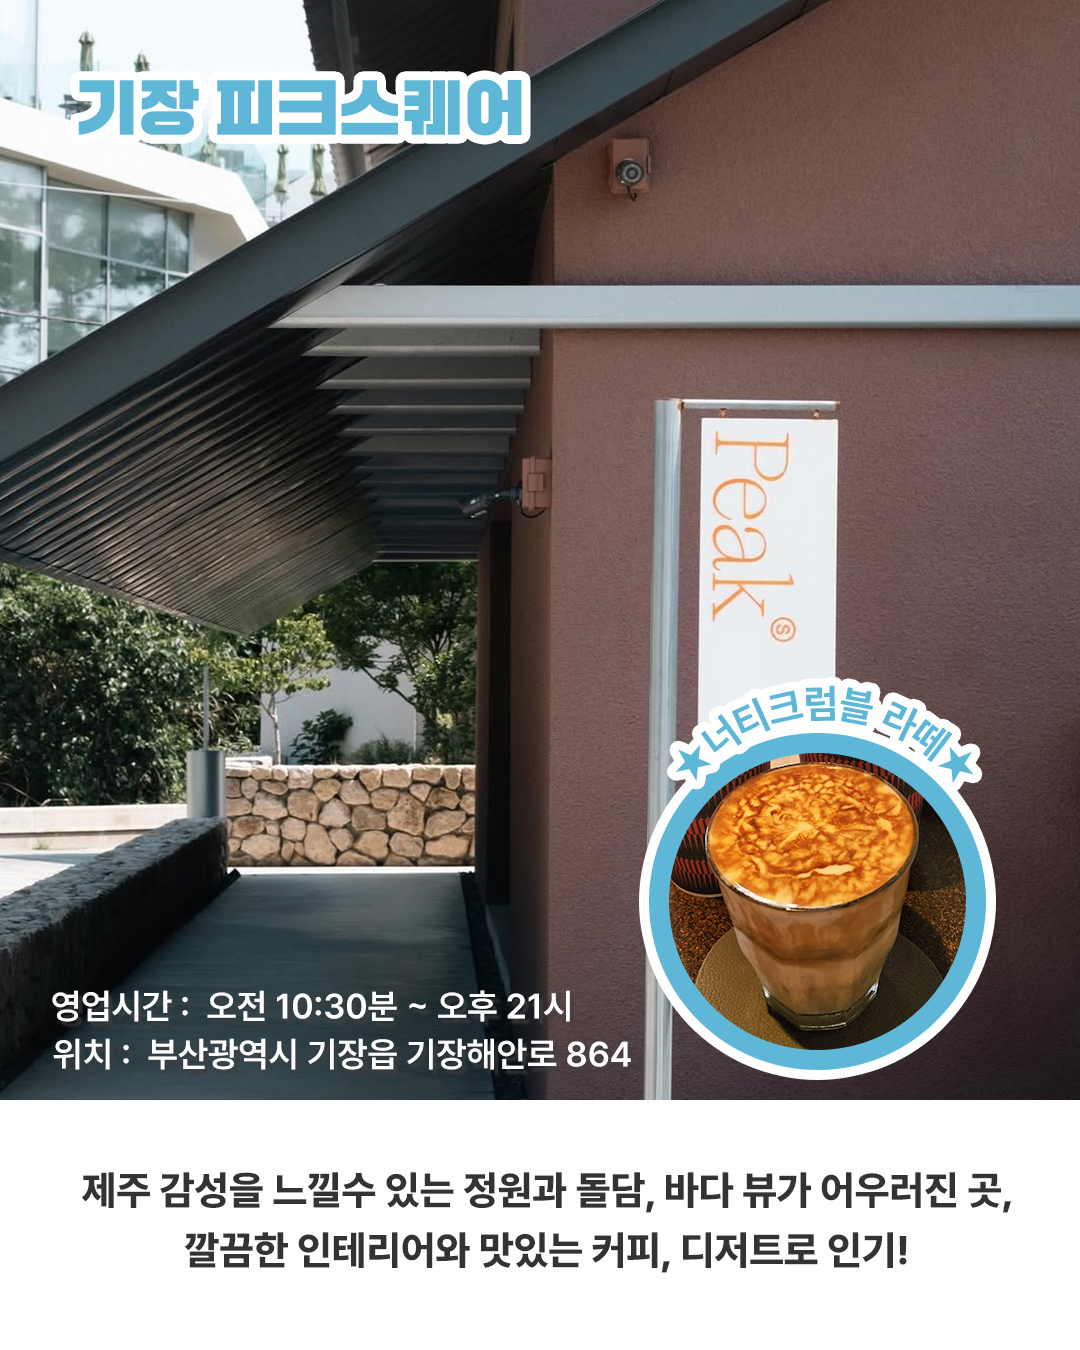 기장 피크스퀘어
Peak
ⓢ
★너티크럼블 라떼★
영업시간 : 오전 10:30분 ~ 오후 21시
위치 : 부산광역시 기장읍 기장해안로 864
제주 감성을 느낄수 있는 정원과 돌담, 바다 뷰가 어우러진 곳,
깔끔한 인테리어와 맛있는 커피, 디저트로 인기!